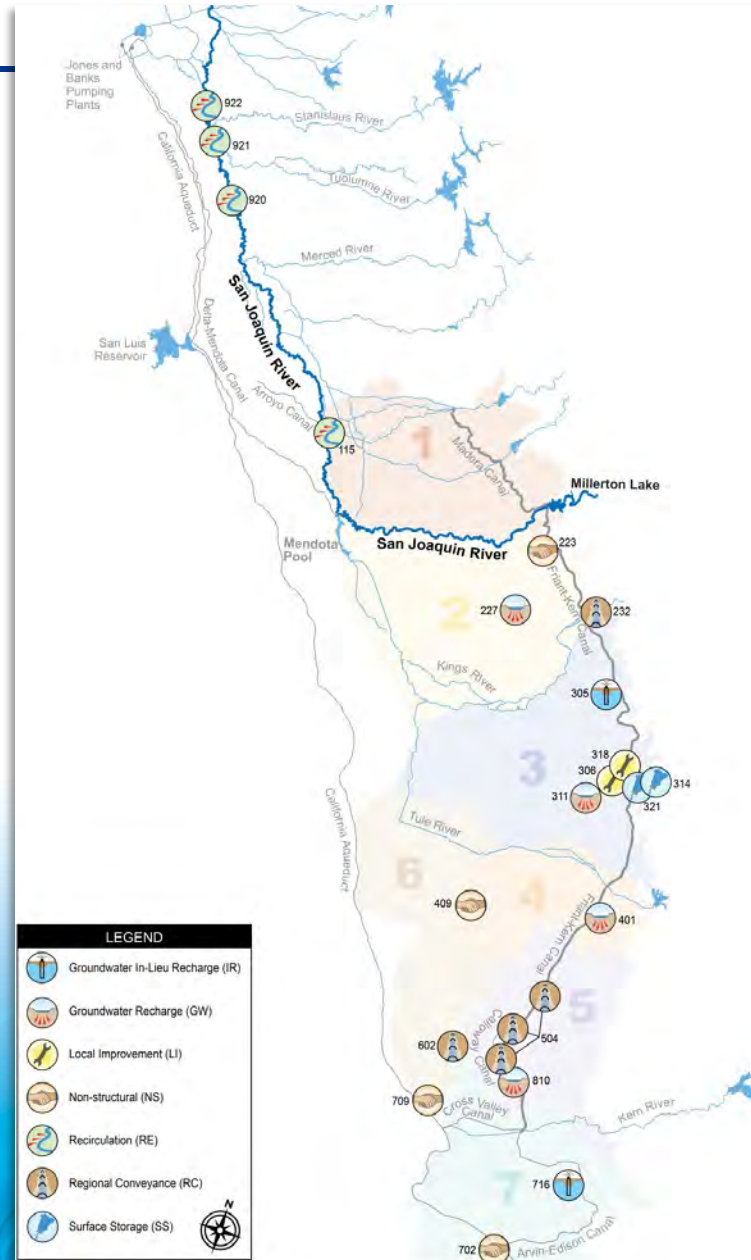 Jones and
Banks
Pumping
Plants
922
Stanislaus River
921
California Aqueduct
Tuolumne River
920
Merced River
San Joaquin River
Delta-Mendota Canal
San Luis
Reservoir
Arroyo Canal
115
1
Madera Canal
Millerton Lake
San Joaquin River
Mendota
Pool
223
Friant-Kern Canal
2
227
232
Kings River
305
3
318
306
314
311
321
California Aqueduct
Tule River
6
409
4
401
Friant-Kern Canal
5
504
602
Calloway Canal
810
709
Cross Valley
Canal
Kern River
7
716
702
Arvin-Edison Canal
LEGEND
Groundwater In-Lieu Recharge (IR)
Groundwater Recharge (GW)
Local Improvement (LI)
Non-structural (NS)
Recirculation (RE)
Regional Conveyance (RC)
Surface Storage (SS)
N